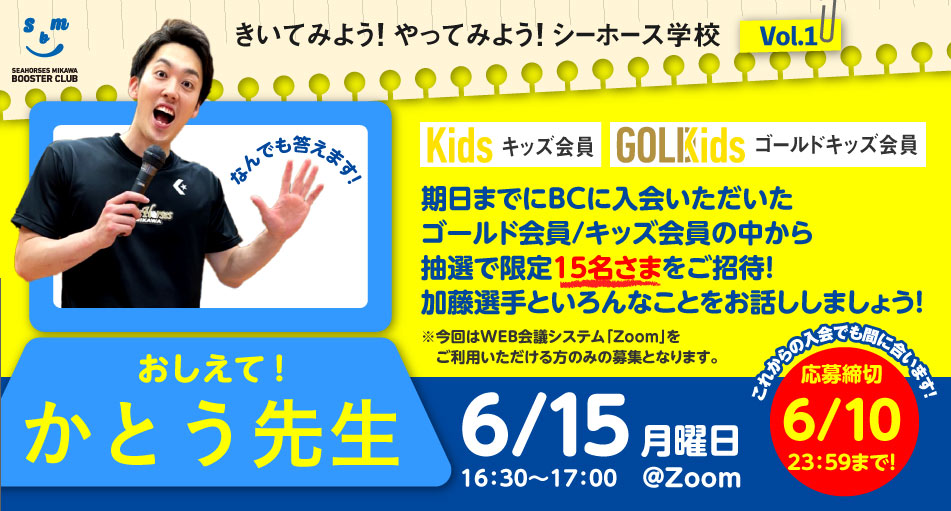 sbm
SEAHORSES MIKAWA
BOOSTER CLUB
きいてみよう! やってみよう! シーホース学校
Vol.1
なんでも答えます!
Kids キッズ会員
GOLD Kids ゴールドキッズ会員
期日までにBCに入会いただいた
ゴールド会員/キッズ会員の中から
抽選で限定15名さまをご招待!
加藤選手といろんなことをお話ししましょう!
※今回はWEB会議システム「Zoom」を
ご利用いただける方のみの募集となります。
おしえて!
かとう先生
6/15 月曜日
16:30〜17:00 @Zoom
これからの入会でも間に合います!
応募締切
6/10
23:59まで!